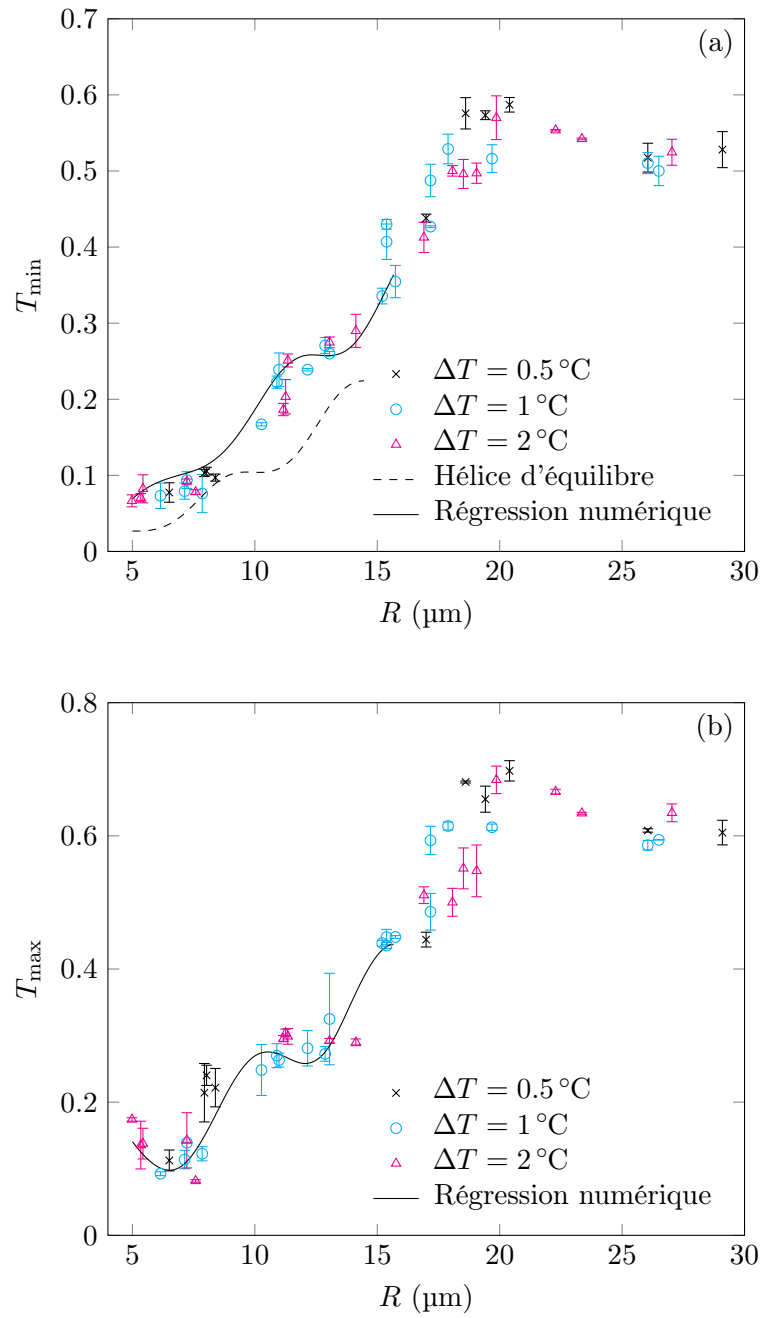 (a)
0.7
0.6
0.5
0.4
0.3
0.2
0.1
0
T_min
ΔT = 0.5 °C
ΔT = 1 °C
ΔT = 2 °C
Hélice d'équilibre
Régression numérique
5 10 15 20 25 30
R (µm)
(b)
0.8
0.6
0.4
0.2
0
T_max
ΔT = 0.5 °C
ΔT = 1 °C
ΔT = 2 °C
Régression numérique
5 10 15 20 25 30
R (µm)